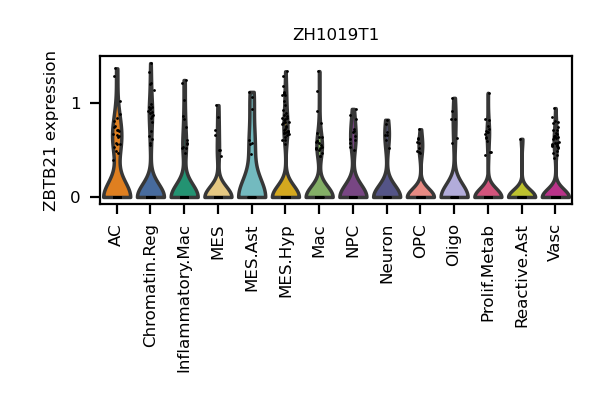 ZH1019T1
ZBTB21 expression
1
0
AC
Chromatin.Reg
Inflammatory.Mac
MES
MES.Ast
MES.Hyp
Mac
NPC
Neuron
OPC
Oligo
Prolif.Metab
Reactive.Ast
Vasc